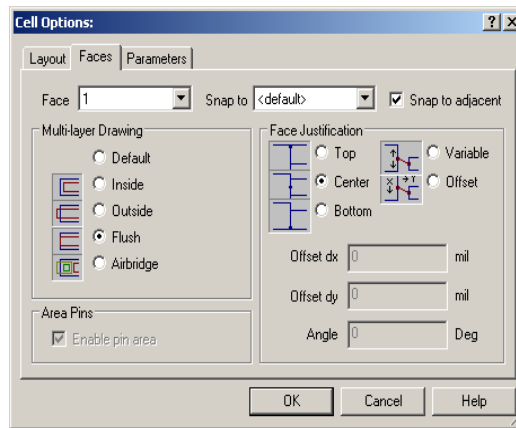 Cell Options:
Layout Faces Parameters
Face 1 Snap to <default> Snap to adjacent
Multi-layer Drawing
Default
Inside
Outside
Flush
Airbridge
Area Pins
Enable pin area
Face Justification
Top Variable
Center Offset
Bottom
Offset dx 0 mil
Offset dy 0 mil
Angle 0 Deg
OK Cancel Help